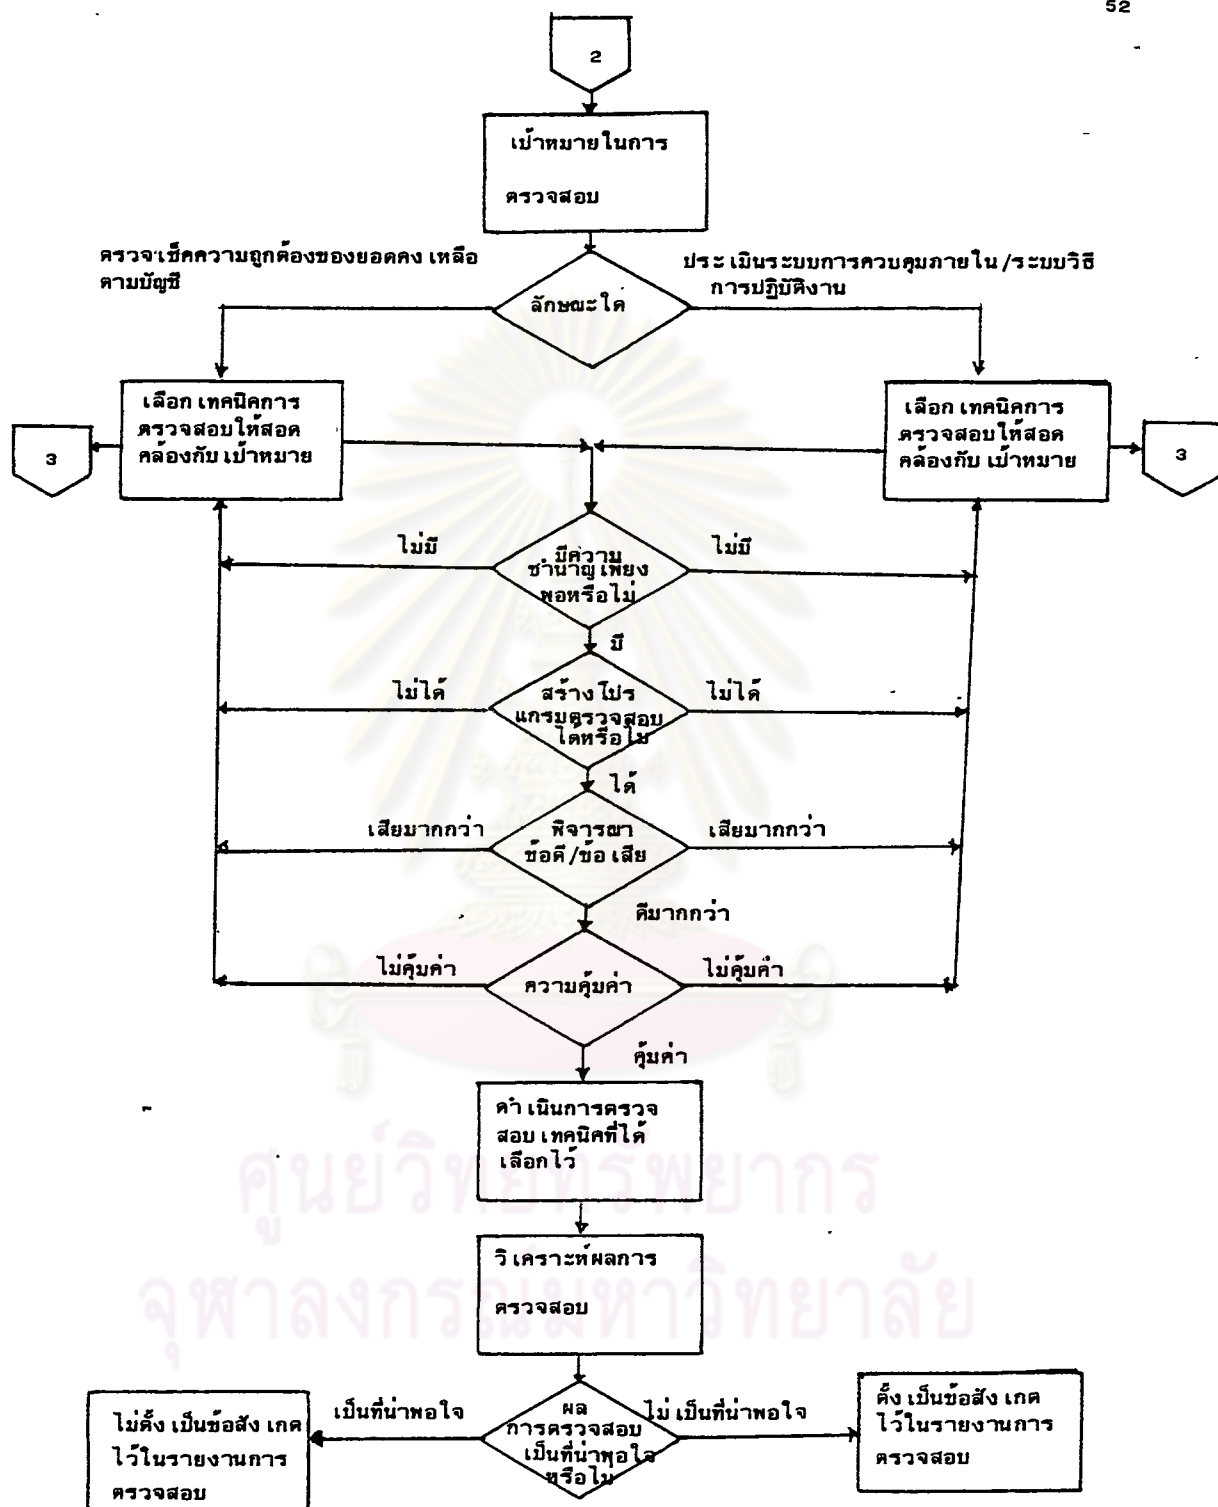 52
2
เป้าหมายในการ
ตรวจสอบ
ตรวจเช็คความถูกต้องของยอดคงเหลือ
ตามบัญชี
ประเมินระบบการควบคุมภายใน/ระบบวิธี
การปฏิบัติงาน
ลักษณะใด
เลือกเทคนิคการ
ตรวจสอบให้สอด
คล้องกับเป้าหมาย
3
เลือกเทคนิคการ
ตรวจสอบให้สอด
คล้องกับเป้าหมาย
3
ไม่มี
มีความ
ชำนาญเพียง
พอหรือไม่
ไม่มี
มี
ไม่ได้
สร้างโปร
แกรมตรวจสอบ
ได้หรือไม่
ไม่ได้
ได้
เสียมากกว่า
พิจารณา
ข้อดี/ข้อเสีย
เสียมากกว่า
ดีมากกว่า
ไม่คุ้มค่า
ความคุ้มค่า
ไม่คุ้มค่า
คุ้มค่า
ดำเนินการตรวจ
สอบเทคนิคที่ได้
เลือกไว้
ศูนย์วิทยทรัพยากร
วิเคราะห์ผลการ
ตรวจสอบ
จุฬาลงกรณ์มหาวิทยาลัย
ไม่ตั้งเป็นข้อสังเกต
ไว้ในรายงานการ
ตรวจสอบ
เป็นที่น่าพอใจ
ผล
การตรวจสอบ
เป็นที่น่าพอใจ
หรือไม่
ไม่เป็นที่น่าพอใจ
ตั้งเป็นข้อสังเกต
ไว้ในรายงานการ
ตรวจสอบ